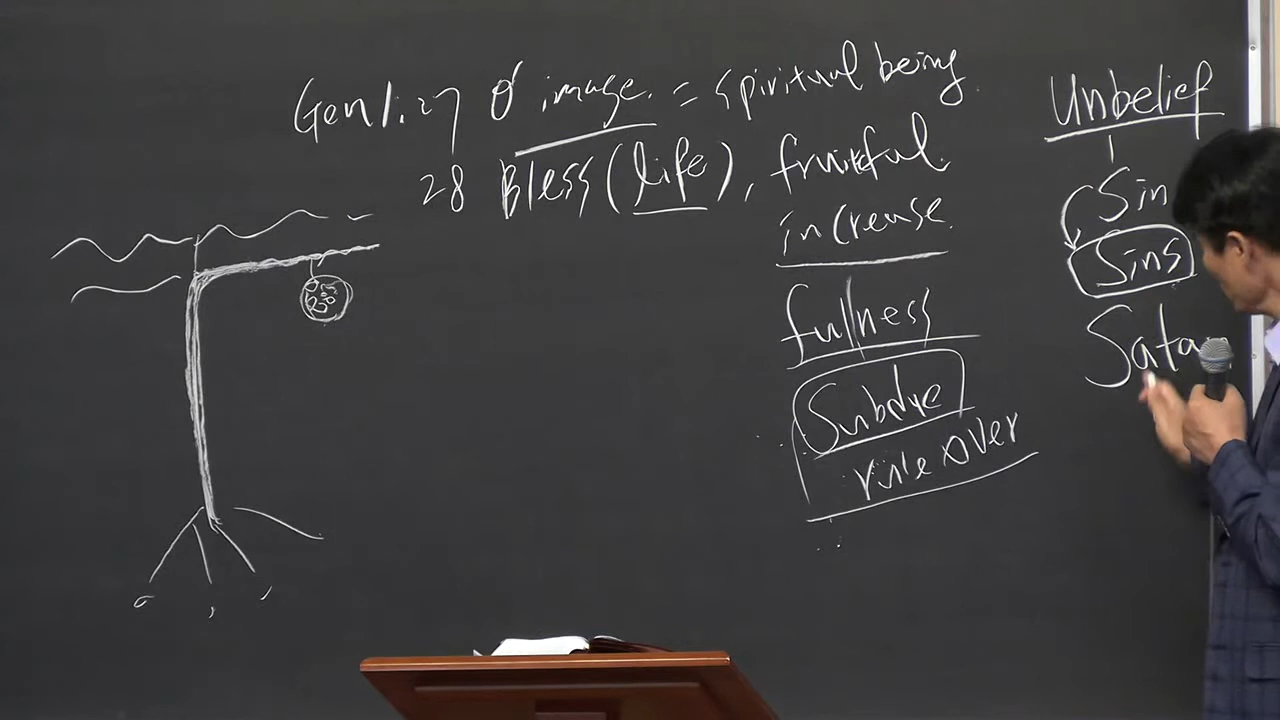 Gen 1:27 image = spiritual being
28 Bless (life), fruitful
increase
fullness
Subdue
rule over
Unbelief
Sin
Sins
Sata